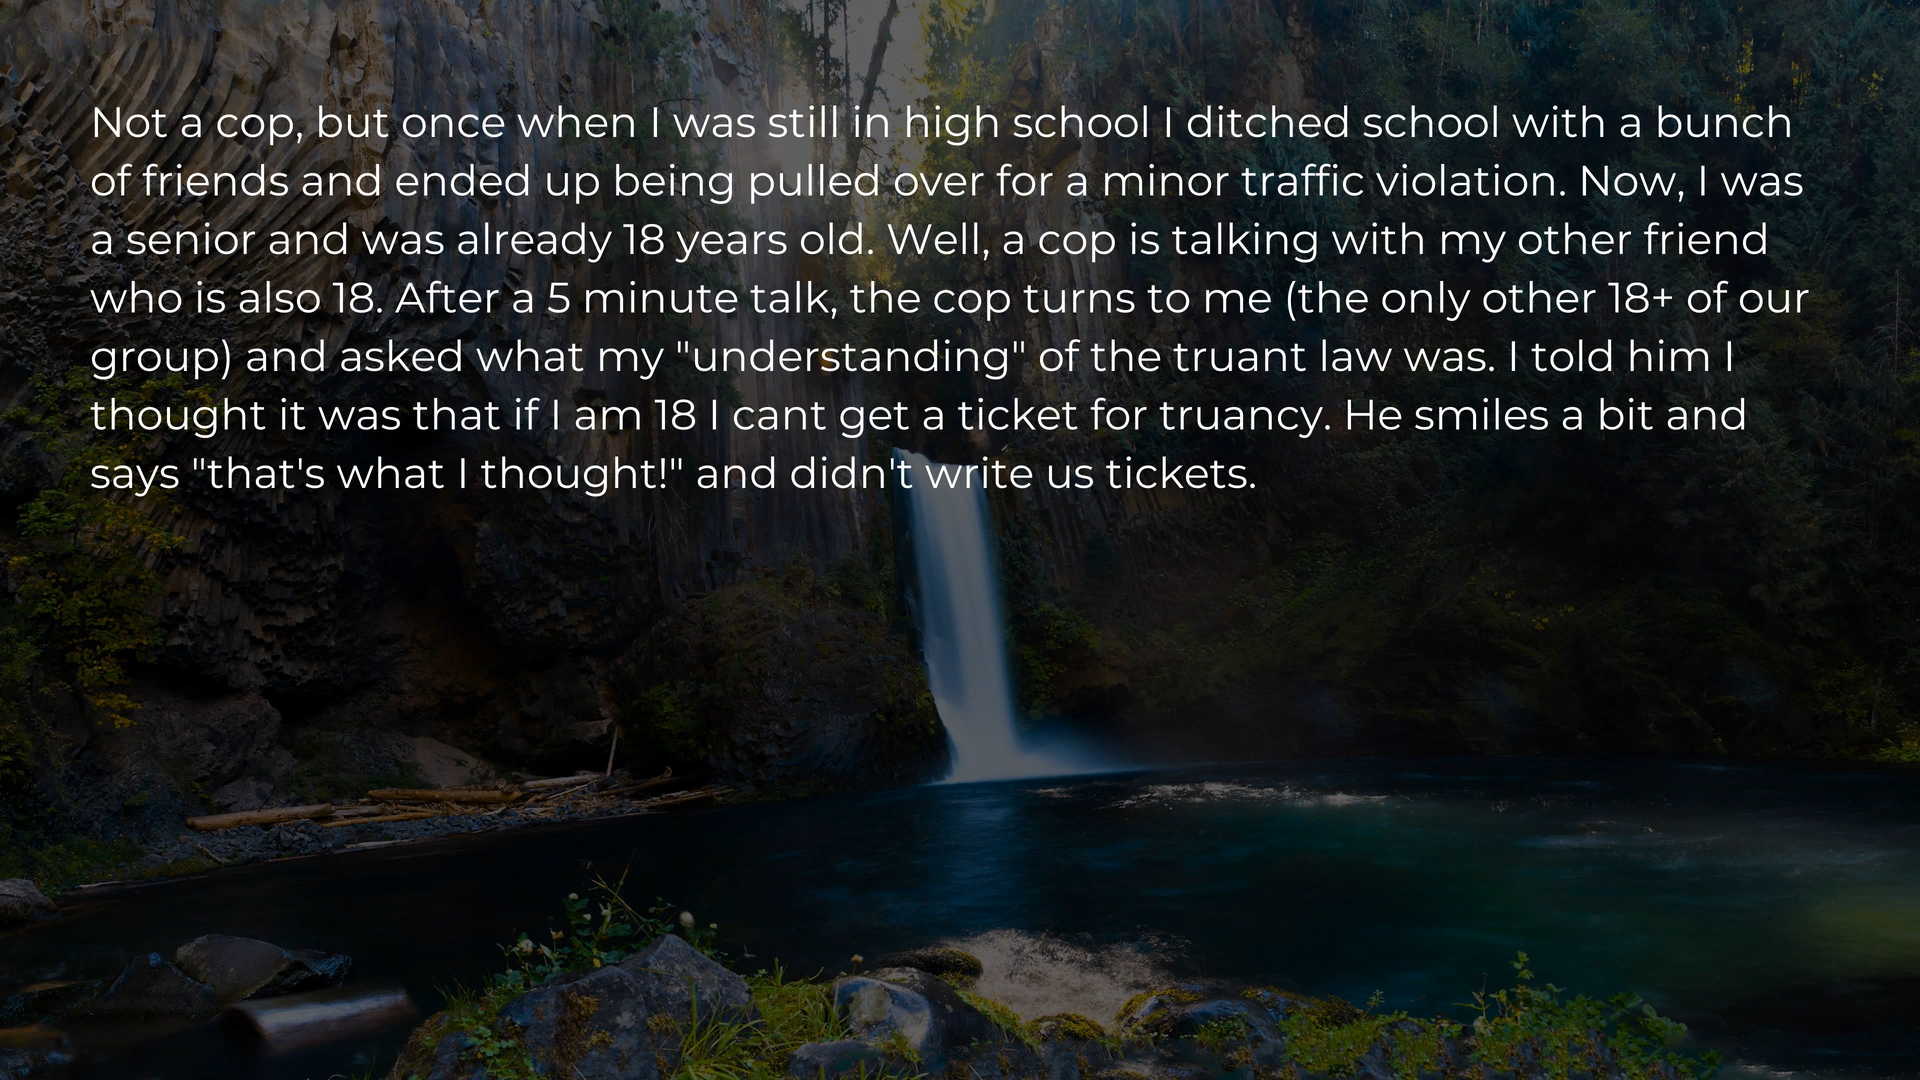 Not a cop, but once when I was still in high school I ditched school with a bunch
of friends and ended up being pulled over for a minor traffic violation. Now, I was
a senior and was already 18 years old. Well, a cop is talking with my other friend
who is also 18. After a 5 minute talk, the cop turns to me (the only other 18+ of our
group) and asked what my "understanding" of the truant law was. I told him I
thought it was that if I am 18 I cant get a ticket for truancy. He smiles a bit and
says "that's what I thought!" and didn't write us tickets.